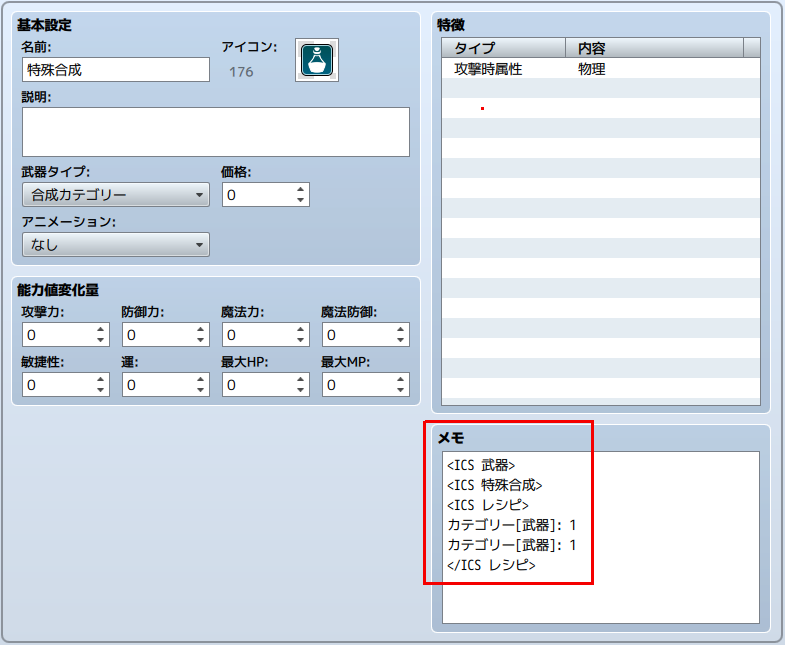 基本設定
名前:
アイコン:
特殊合成
176
説明:
武器タイプ:
価格:
合成カテゴリー
0
アニメーション:
なし
能力値変化量
攻撃力:
防御力:
魔法力:
魔法防御:
0
0
0
0
敏捷性:
運:
最大HP:
最大MP:
0
0
0
0
特徴
タイプ
内容
攻撃時属性
物理
メモ
<ICS 武器>
<ICS 特殊合成>
<ICS レシピ>
カテゴリー[武器]: 1
カテゴリー[武器]: 1
</ICS レシピ>